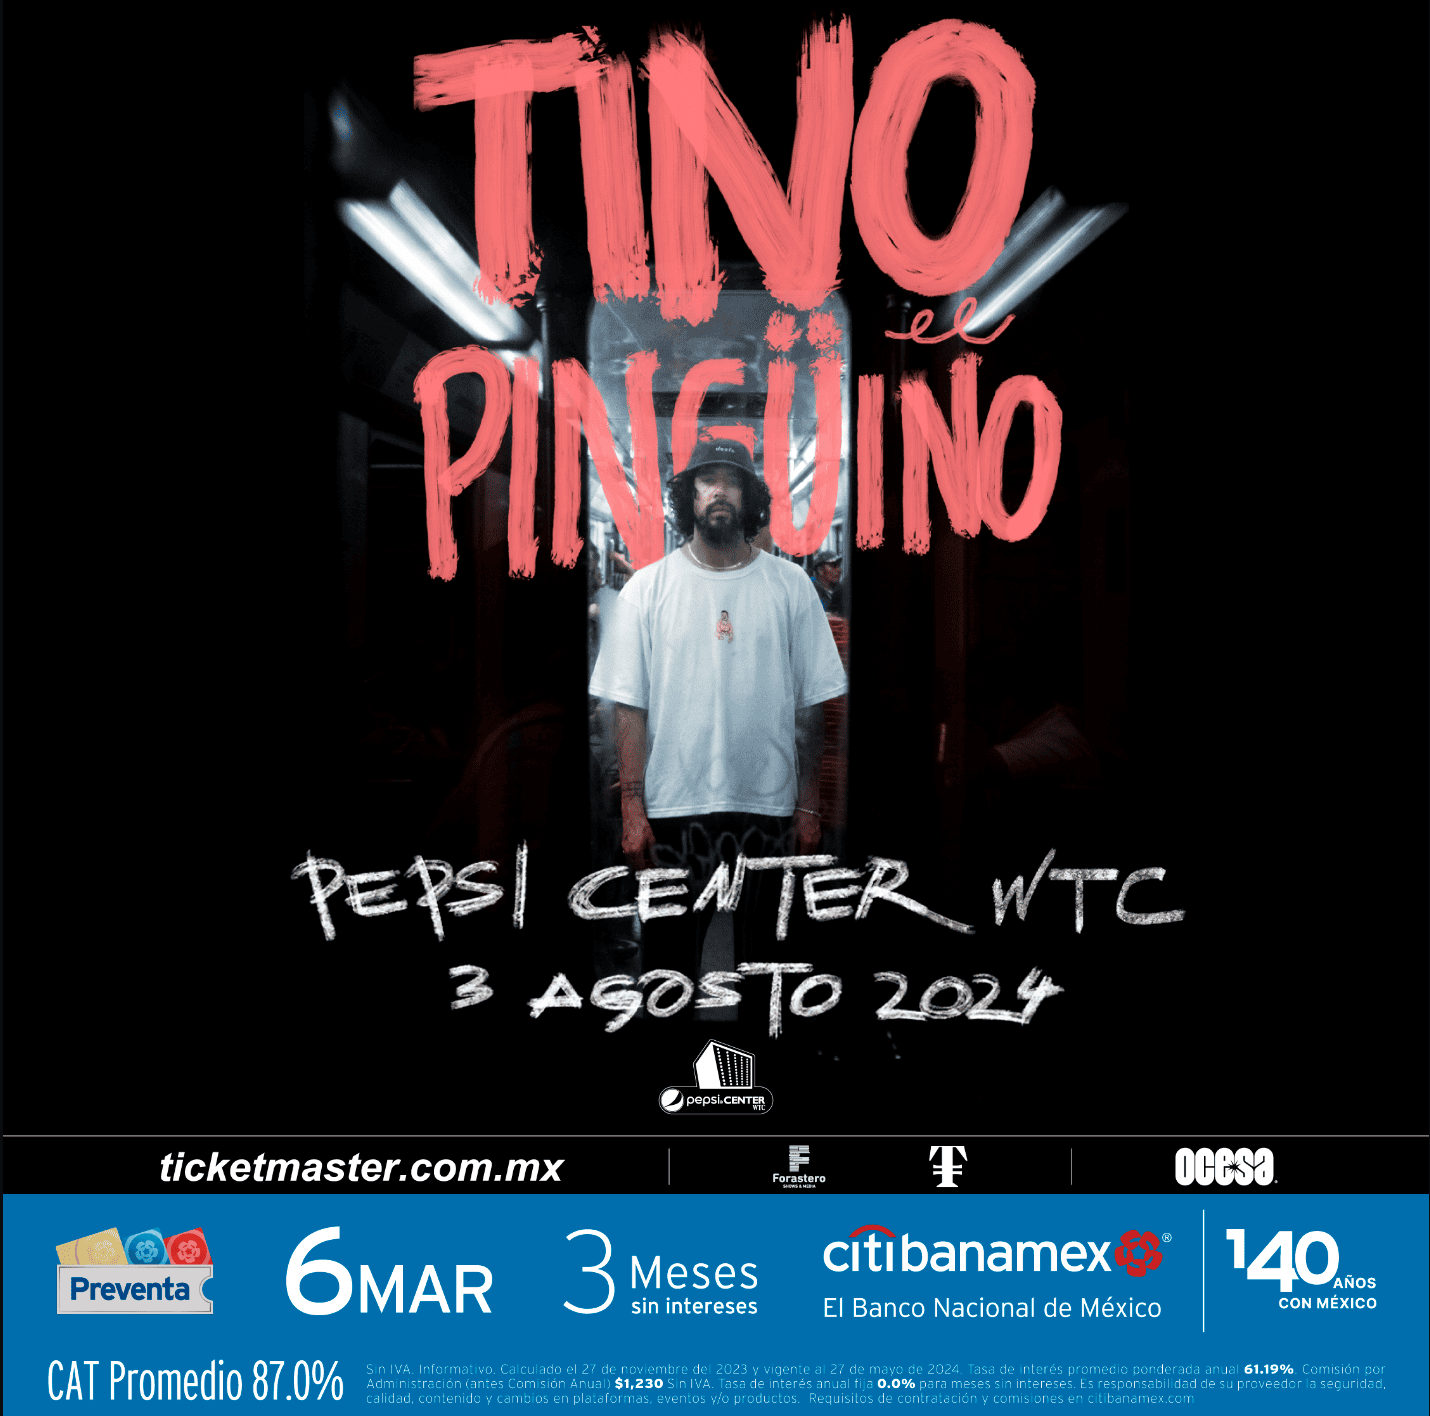 TINO
el
PINGÜINO
PEPSI CENTER WTC
3 AGOSTO 2024
pepsi CENTER
WTC
ticketmaster.com.mx
Forastero
SHOWS & MEDIA
OCESA
Preventa
6 MAR
3 Meses
sin intereses
citibanamex®
El Banco Nacional de México
140 AÑOS
CON MÉXICO
CAT Promedio 87.0%
Sin IVA. Informativo. Calculado el 27 de noviembre del 2023 y vigente al 27 de mayo de 2024. Tasa de interés promedio ponderada anual 61.19%. Comisión por
Administración (antes Comisión Anual) $1,230 Sin IVA. Tasa de interés anual fija 0.0% para meses sin intereses. Es responsabilidad de su proveedor la seguridad,
calidad, contenido y cambios en plataformas, eventos y/o productos. Requisitos de contratación y comisiones en citibanamex.com